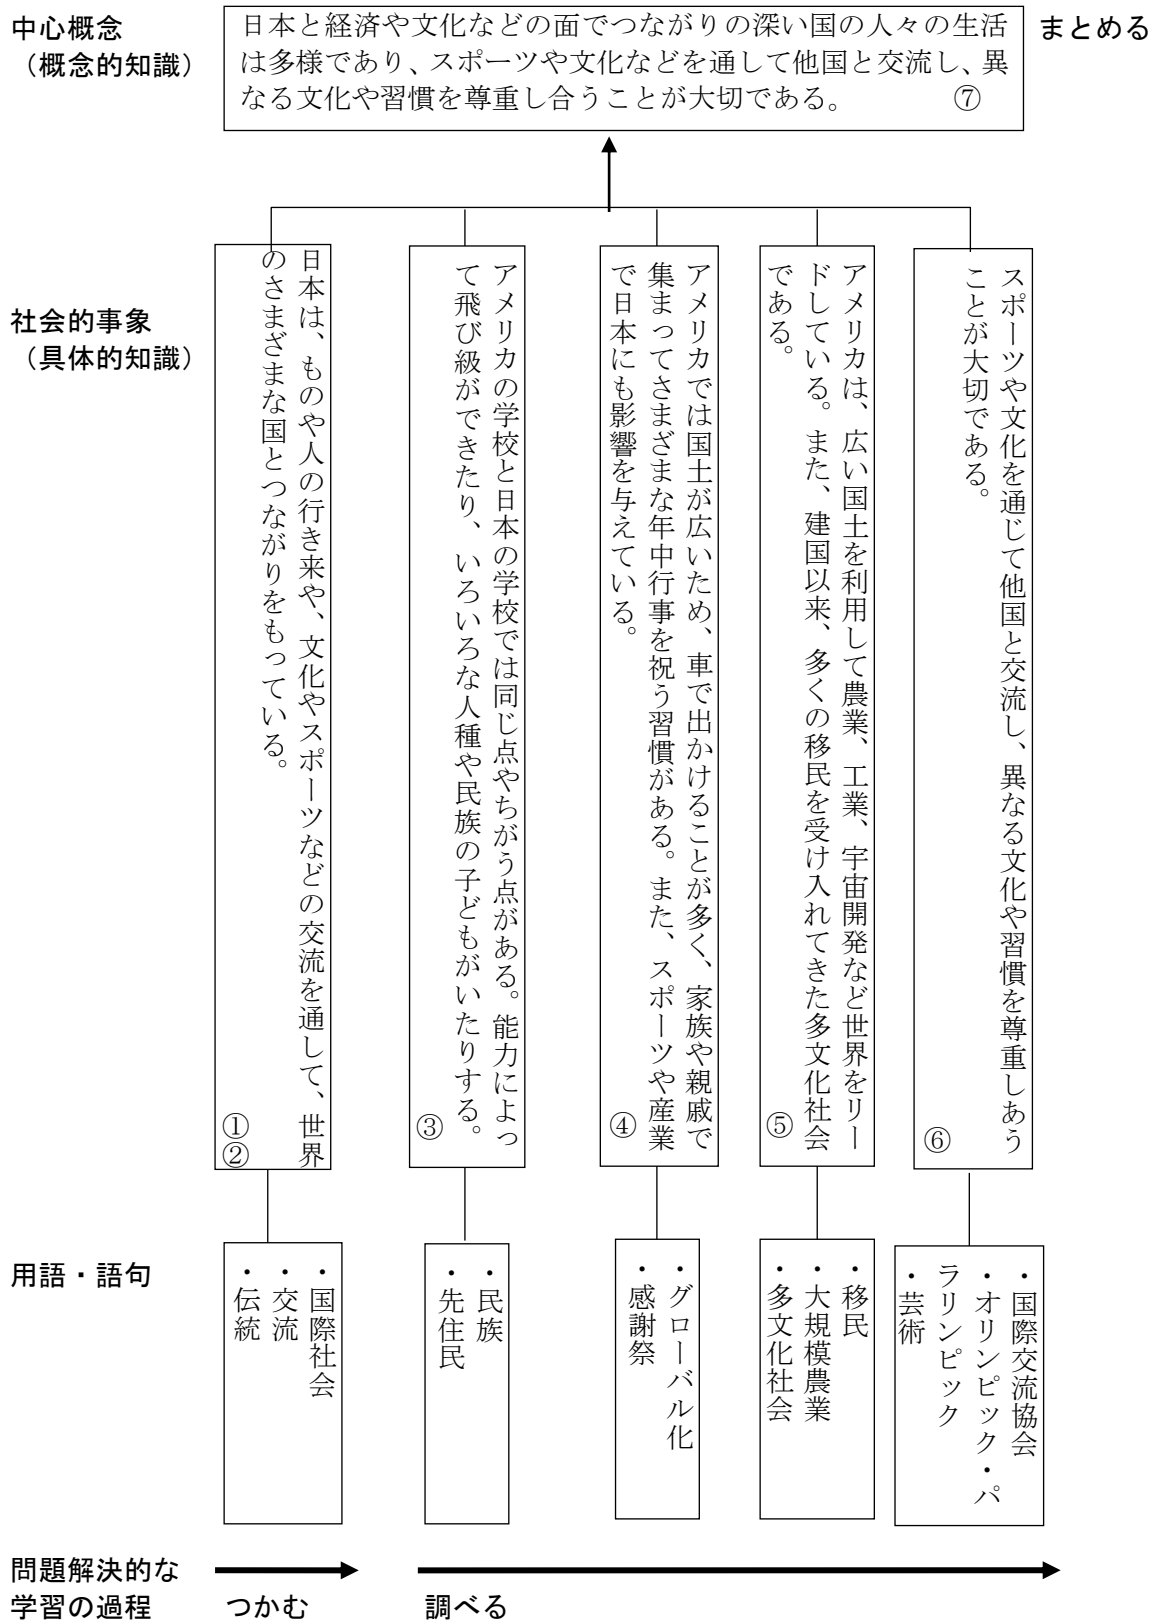 中心概念
（概念的知識）
日本と経済や文化などの面でつながりの深い国の人々の生活
は多様であり、スポーツや文化などを通して他国と交流し、異
なる文化や習慣を尊重し合うことが大切である。 ⑦
まとめる
社会的事象
（具体的知識）
日本は、ものや人の行き来や、文化やスポーツなどの交流を通して、世界
のさまざまな国とつながりをもっている。
①②
アメリカの学校と日本の学校では同じ点やちがう点がある。能力によっ
て飛び級ができたり、いろいろな人種や民族の子どもがいたりする。
③
アメリカでは国土が広いため、車で出かけることが多く、家族や親戚で
集まってさまざまな年中行事を祝う習慣がある。また、スポーツや産業
で日本にも影響を与えている。
④
アメリカは、広い国土を利用して農業、工業、宇宙開発など世界をリー
ドしている。また、建国以来、多くの移民を受け入れてきた多文化社会
である。
⑤
スポーツや文化を通じて他国と交流し、異なる文化や習慣を尊重しあう
ことが大切である。
⑥
用語・語句
・国際社会
・交流
・伝統
・民族
・先住民
・グローバル化
・感謝祭
・移民
・大規模農業
・多文化社会
・国際交流協会
・オリンピック・パ
ラリンピック
・芸術
問題解決的な
学習の過程
つかむ
調べる